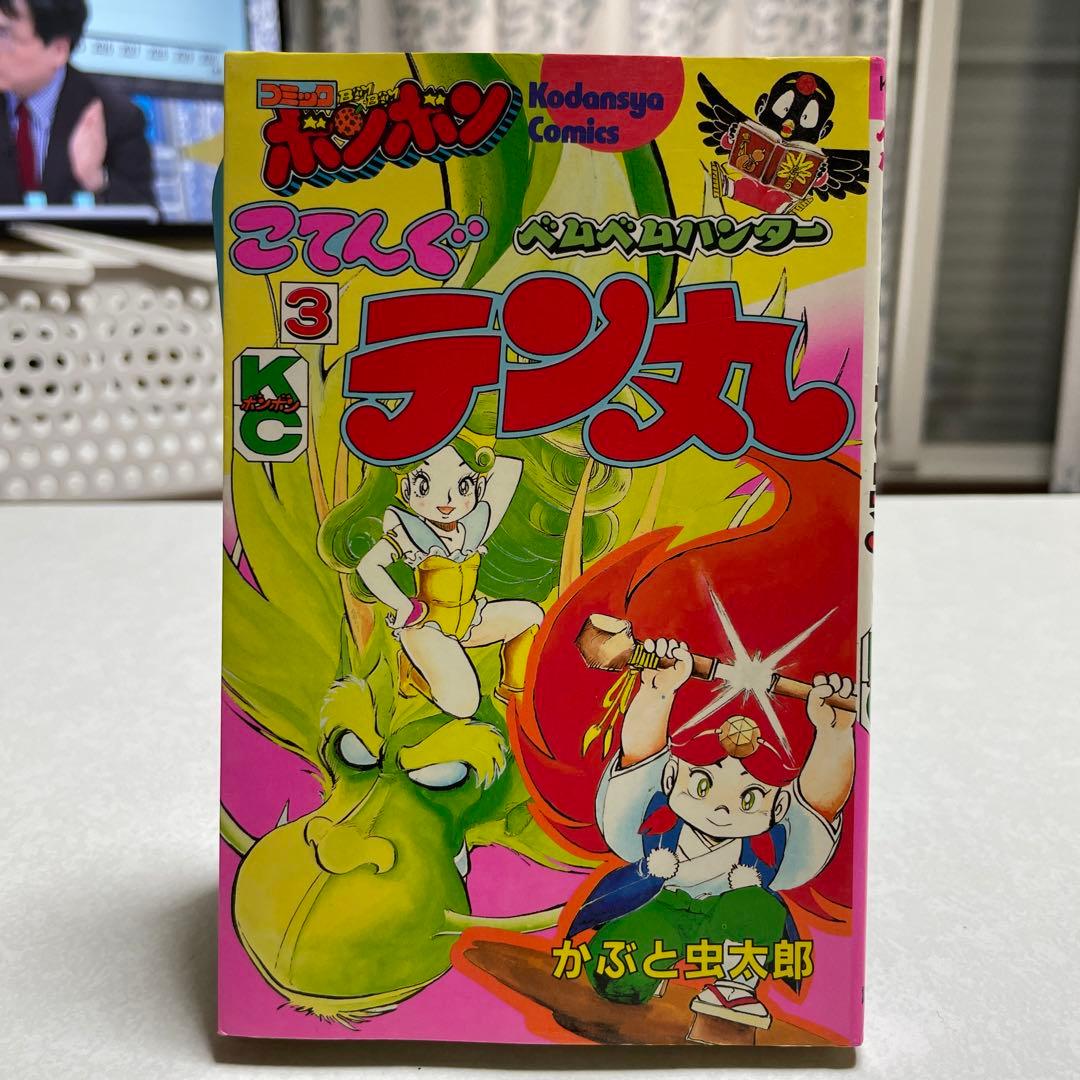 コミック
BOMBOM
ボンボン
Kodansya
Comics
こてんぐ
ベムベムハンター
3
テン丸
K
ボンボン
C
かぶと虫太郎